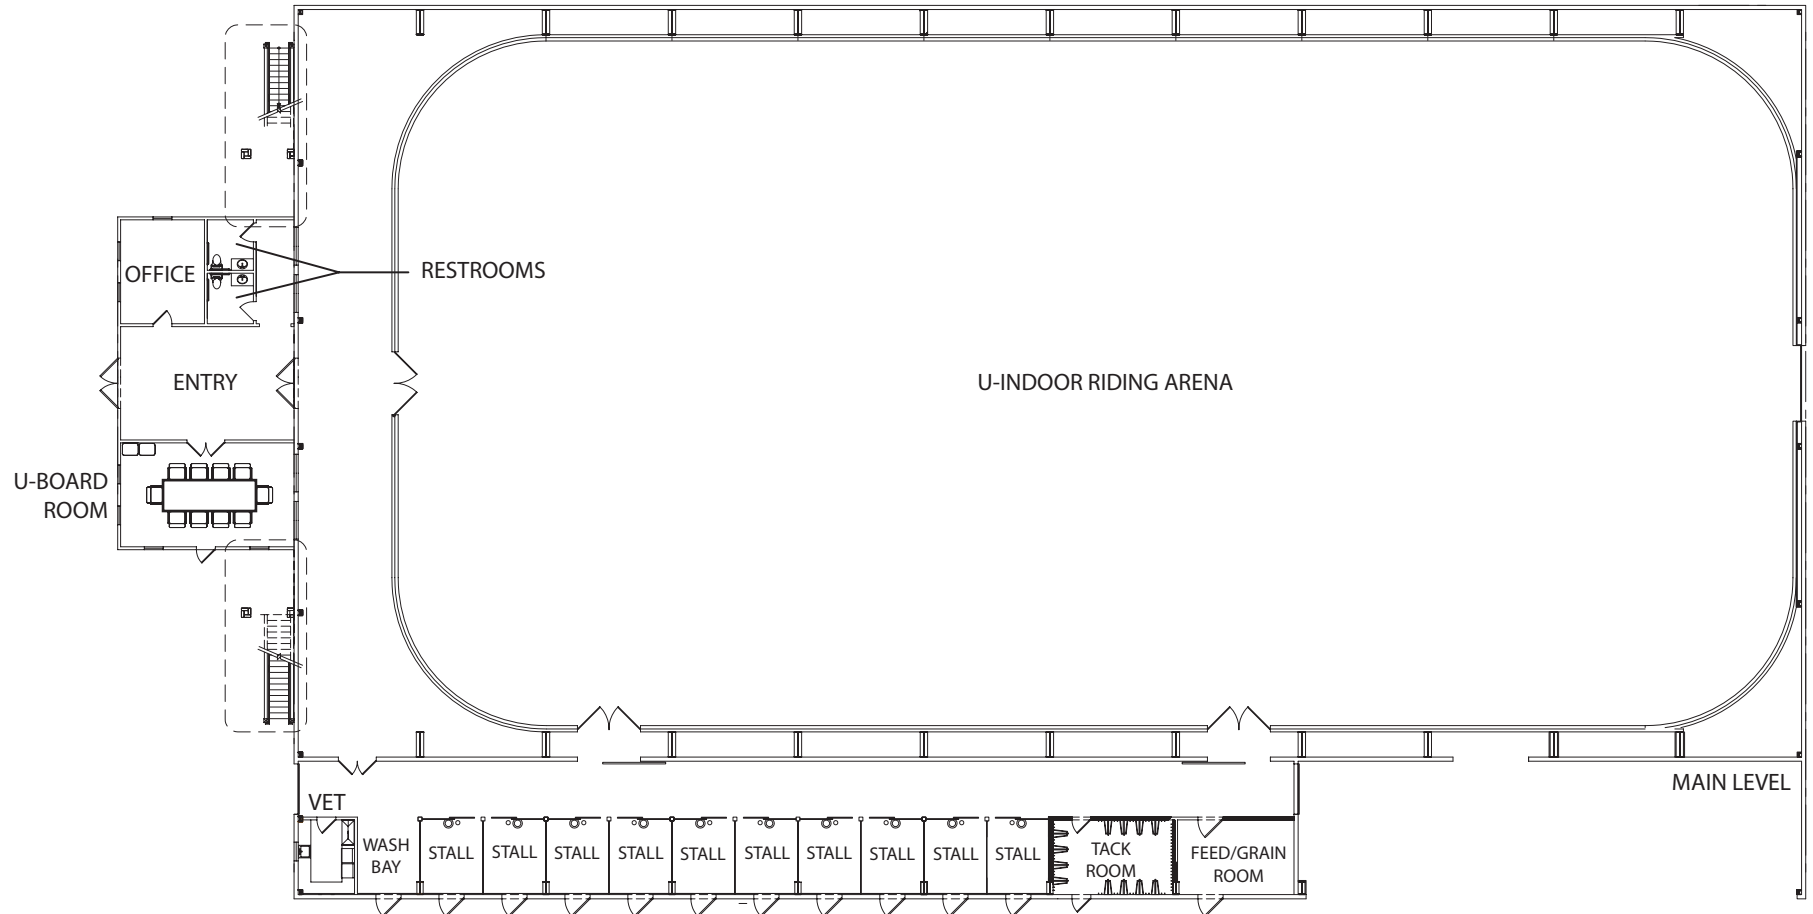 OFFICE
RESTROOMS
ENTRY
U-INDOOR RIDING ARENA
U-BOARD
ROOM
MAIN LEVEL
VET
WASH
BAY
STALL
STALL
STALL
STALL
STALL
STALL
STALL
STALL
STALL
STALL
TACK
ROOM
FEED/GRAIN
ROOM